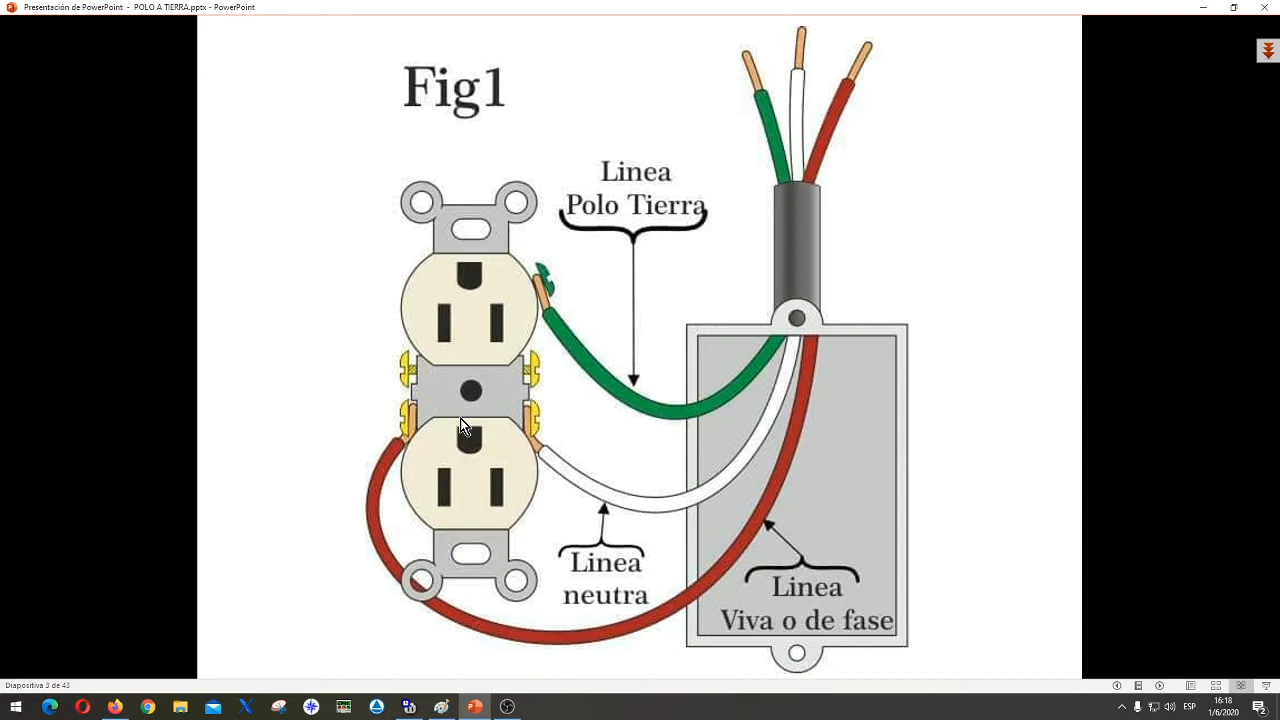 Presentación de PowerPoint - POLO A TIERRA.pptx - PowerPoint
Fig1
Linea
Polo Tierra
Linea
neutra
Linea
Viva o de fase
Diapositiva 3 de 43
ESP
16:18
1/6/2020
2